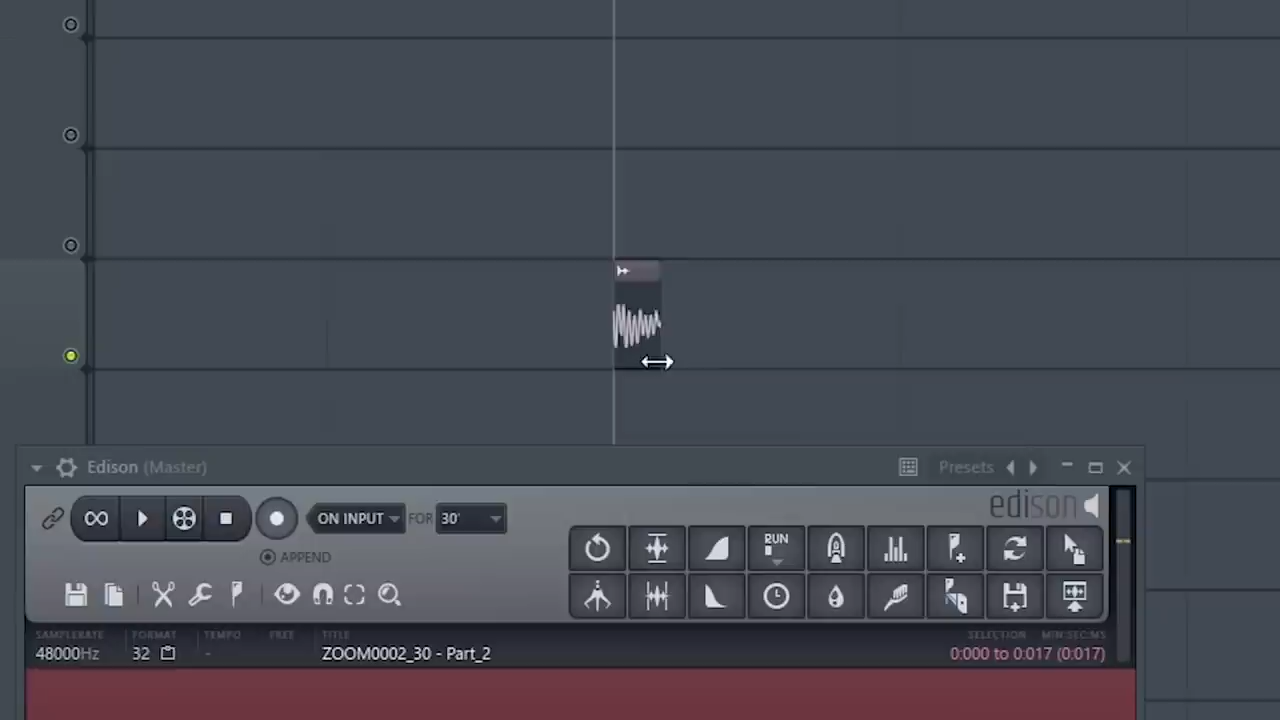 Edison (Master)
Presets
edison
ON INPUT
FOR
30'
APPEND
RUN
SAMPLERATE
FORMAT
TEMPO
FREE
TITLE
SELECTION
MIN:SEC:MS
48000Hz
32
-
ZOOM0002_30 - Part_2
0:000 to 0:017 (0:017)